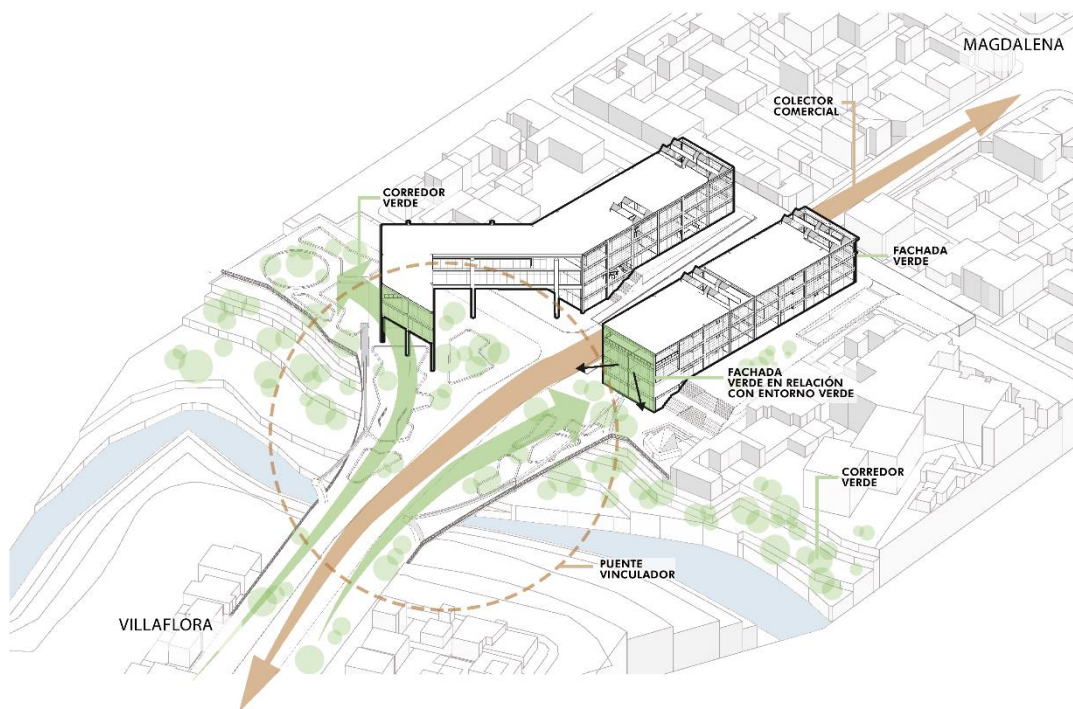 MAGDALENA
COLECTOR
COMERCIAL
CORREDOR
VERDE
FACHADA
VERDE
FACHADA
VERDE EN RELACIÓN
CON ENTORNO VERDE
CORREDOR
VERDE
PUENTE
VINCULADOR
VILLAFLORA